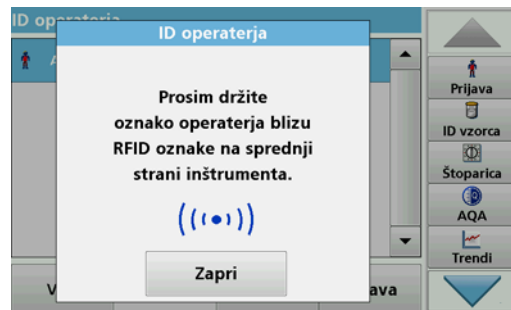 ID operaterja
ID operaterja
Prosim držite
oznako operaterja blizu
RFID oznake na sprednji
strani inštrumenta.
Zapri
Prijava
ID vzorca
Štoparica
AQA
Trendi